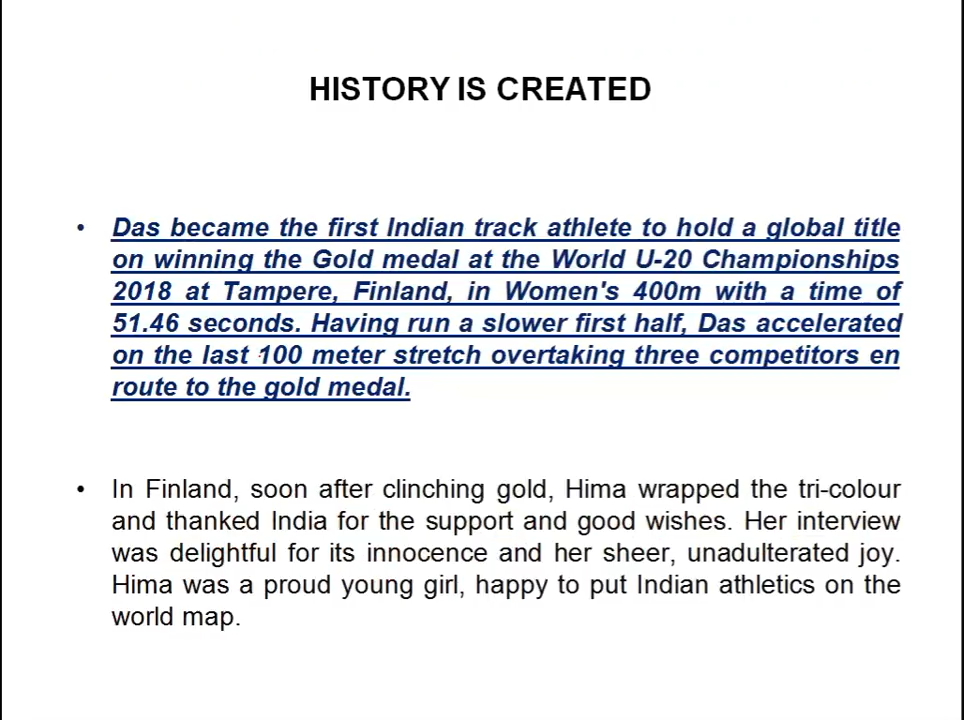 HISTORY IS CREATED
• Das became the first Indian track athlete to hold a global title
on winning the Gold medal at the World U-20 Championships
2018 at Tampere, Finland, in Women's 400m with a time of
51.46 seconds. Having run a slower first half, Das accelerated
on the last 100 meter stretch overtaking three competitors en
route to the gold medal.
• In Finland, soon after clinching gold, Hima wrapped the tri-colour
and thanked India for the support and good wishes. Her interview
was delightful for its innocence and her sheer, unadulterated joy.
Hima was a proud young girl, happy to put Indian athletics on the
world map.